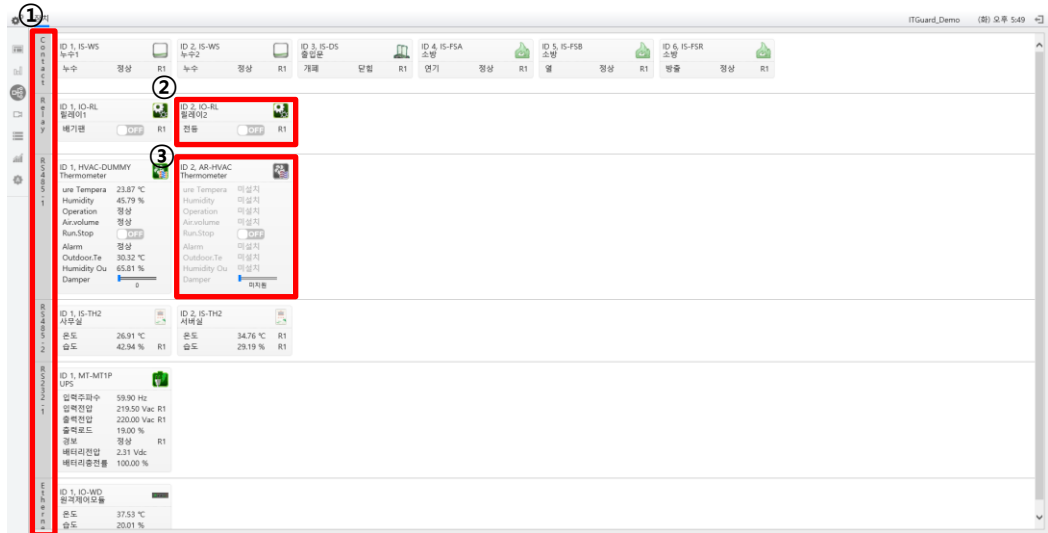 ①
장치
ITGuard_Demo (화) 오후 5:49
Contact
ID 1, IS-WS
누수1
누수 정상 R1
ID 2, IS-WS
누수2
누수 정상 R1
ID 3, IS-DS
출입문
개폐 닫힘 R1
ID 4, IS-FSA
소방
연기 정상 R1
ID 5, IS-FSB
소방
열 정상 R1
ID 6, IS-FSR
소방
방출 정상 R1
②
Relay
ID 1, IO-RL
릴레이1
배기팬 OFF R1
ID 2, IO-RL
릴레이2
전등 OFF R1
③
RS485-1
ID 1, HVAC-DUMMY
Thermometer
ure Tempera 23.87 ℃
Humidity 45.79 %
Operation 정상
Air.volume 정상
Run.Stop OFF
Alarm 정상
Outdoor.Te 30.32 ℃
Humidity Ou 65.81 %
Damper
0
ID 2, AR-HVAC
Thermometer
ure Tempera 미설치
Humidity 미설치
Operation 미설치
Air.volume 미설치
Run.Stop OFF
Alarm 미설치
Outdoor.Te 미설치
Humidity Ou 미설치
Damper
미지원
RS485-2
ID 1, IS-TH2
사무실
온도 26.91 ℃
습도 42.94 % R1
ID 2, IS-TH2
서버실
온도 34.76 ℃ R1
습도 29.19 % R1
RS232-1
ID 1, MT-MT1P
UPS
입력주파수 59.90 Hz
입력전압 219.50 Vac R1
출력전압 220.00 Vac R1
출력로드 19.00 %
경보 정상 R1
배터리전압 2.31 Vdc
배터리충전률 100.00 %
Ethern
ID 1, IO-WD
원격제어모듈
온도 37.53 ℃
습도 20.01 %